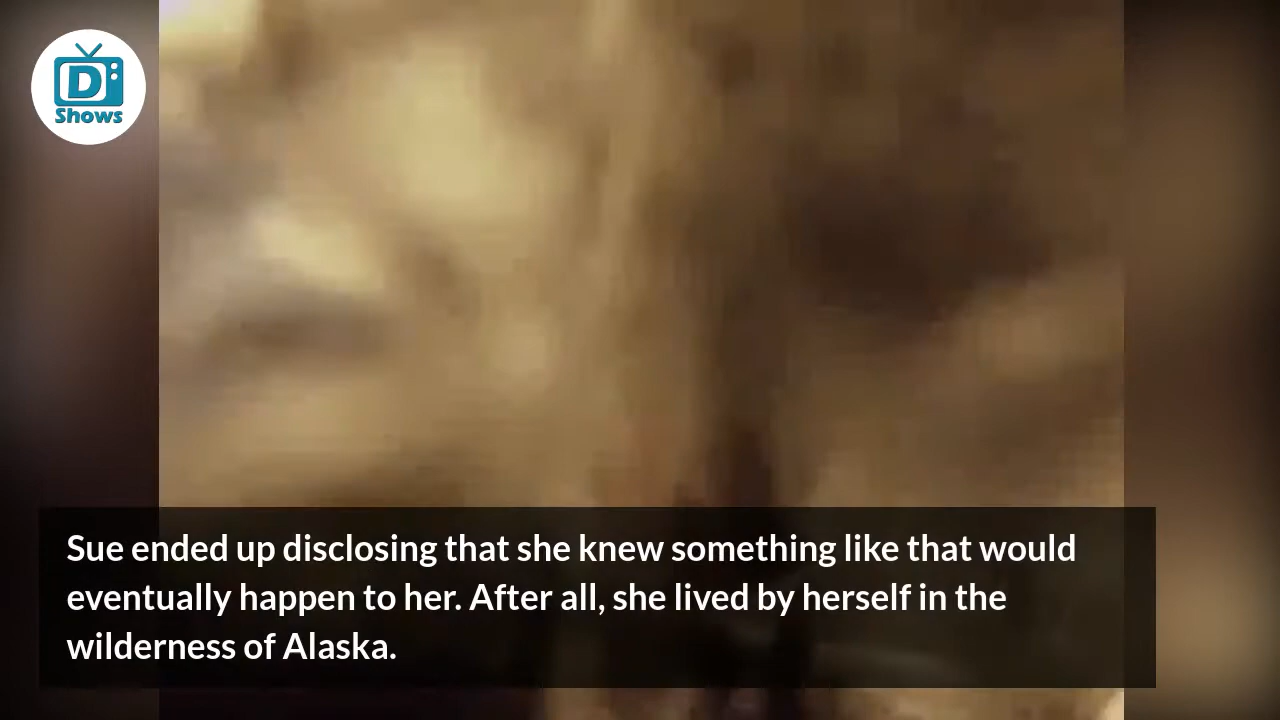 D
Shows
Sue ended up disclosing that she knew something like that would
eventually happen to her. After all, she lived by herself in the
wilderness of Alaska.